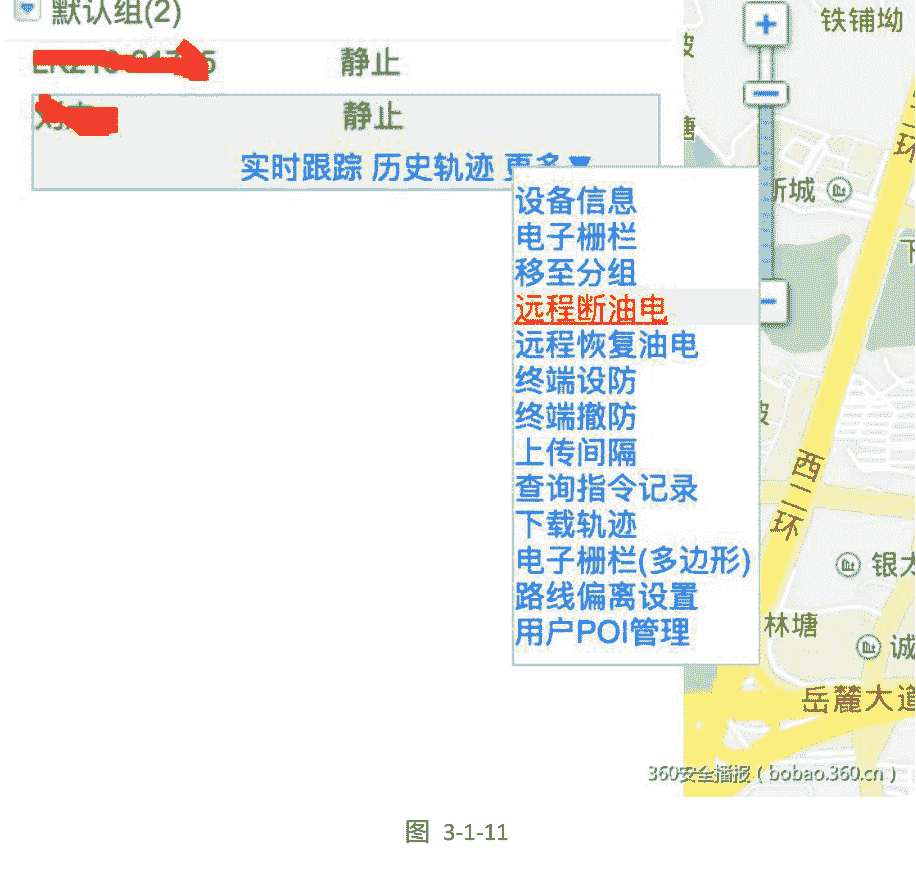 默认组(2)
静止
静止
实时跟踪 历史轨迹 更多
设备信息
电子栅栏
移至分组
远程断油电
远程恢复油电
终端设防
终端撤防
上传间隔
查询指令记录
下载轨迹
电子栅栏(多边形)
路线偏离设置
用户POI管理
铁铺坳
新城
西二环
林塘
岳麓大道
360安全播报（bobao.360.cn）
图 3-1-11